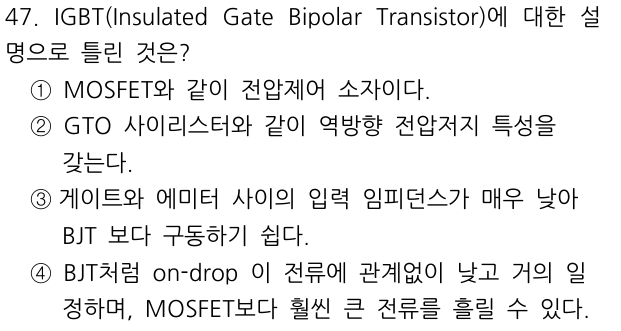 47. IGBT(Insulated Gate Bipolar Transistor)에 대한 설
명으로 틀린 것은?
① MOSFET와 같이 전압제어 소자이다.
② GTO 사이리스터와 같이 역방향 전압저지 특성을
갖는다.
③ 게이트와 에미터 사이의 입력 임피던스가 매우 낮아
BJT 보다 구동하기 쉽다.
④ BJT처럼 on-drop 이 전류에 관계없이 낮고 거의 일
정하며, MOSFET보다 훨씬 큰 전류를 흘릴 수 있다.